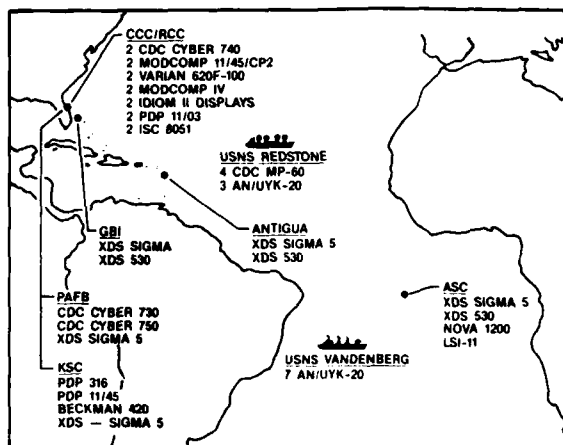 CCC/RCC
2 CDC CYBER 740
2 MODCOMP 11/45/CP2
2 VARIAN 620F-100
2 MODCOMP IV
2 IDIOM II DISPLAYS
2 PDP 11/03
2 ISC 8051
USNS REDSTONE
4 CDC MP-60
3 AN/UYK-20
GBI
XDS SIGMA
XDS 530
ANTIGUA
XDS SIGMA 5
XDS 530
PAFB
CDC CYBER 730
CDC CYBER 750
XDS SIGMA 5
ASC
XDS SIGMA 5
XDS 530
NOVA 1200
LSI-11
USNS VANDENBERG
7 AN/UYK-20
KSC
PDP 316
PDP 11/45
BECKMAN 420
XDS — SIGMA 5